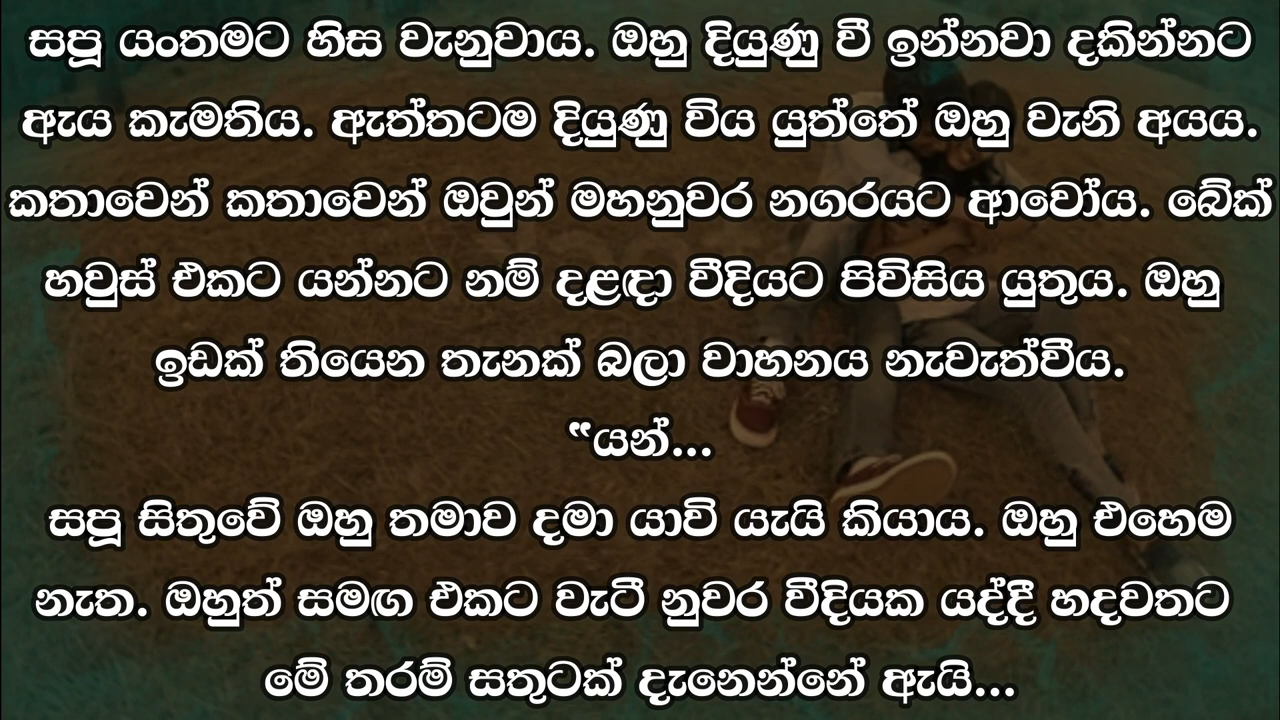 සපූ යංතමට හිස වැනුවාය. ඔහු දියුණු වී ඉන්නවා දකින්නට
ඇය කැමතිය. ඇත්තටම දියුණු විය යුත්තේ ඔහු වැනි අයය.
කතාවෙන් කතාවෙන් ඔවුන් මහනුවර නගරයට ආවෝය. බේක්
හවුස් එකට යන්නට නම් දළඳා වීදියට පිවිසිය යුතුය. ඔහු
ඉඩක් තියෙන තැනක් බලා වාහනය නැවැත්වීය.
“යන්...
සපූ සිතුවේ ඔහු තමාව දමා යාවි යැයි කියාය. ඔහු එහෙම
නැත. ඔහුත් සමඟ එකට වැටී නුවර වීදියක යද්දී හදවතට
මේ තරම් සතුටක් දැනෙන්නේ ඇයි...